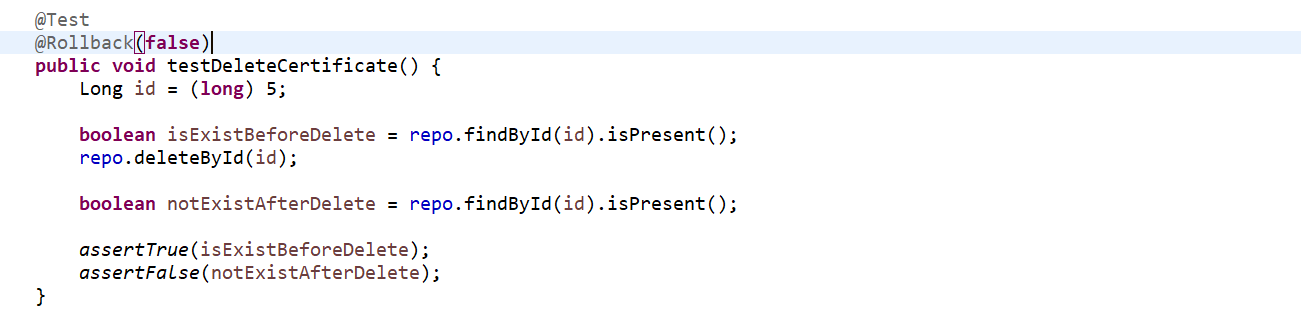 @Test
@Rollback(false)
public void testDeleteCertificate() {
    Long id = (long) 5;
    boolean isExistBeforeDelete = repo.findById(id).isPresent();
    repo.deleteById(id);
    boolean notExistAfterDelete = repo.findById(id).isPresent();
    assertTrue(isExistBeforeDelete);
    assertFalse(notExistAfterDelete);
}